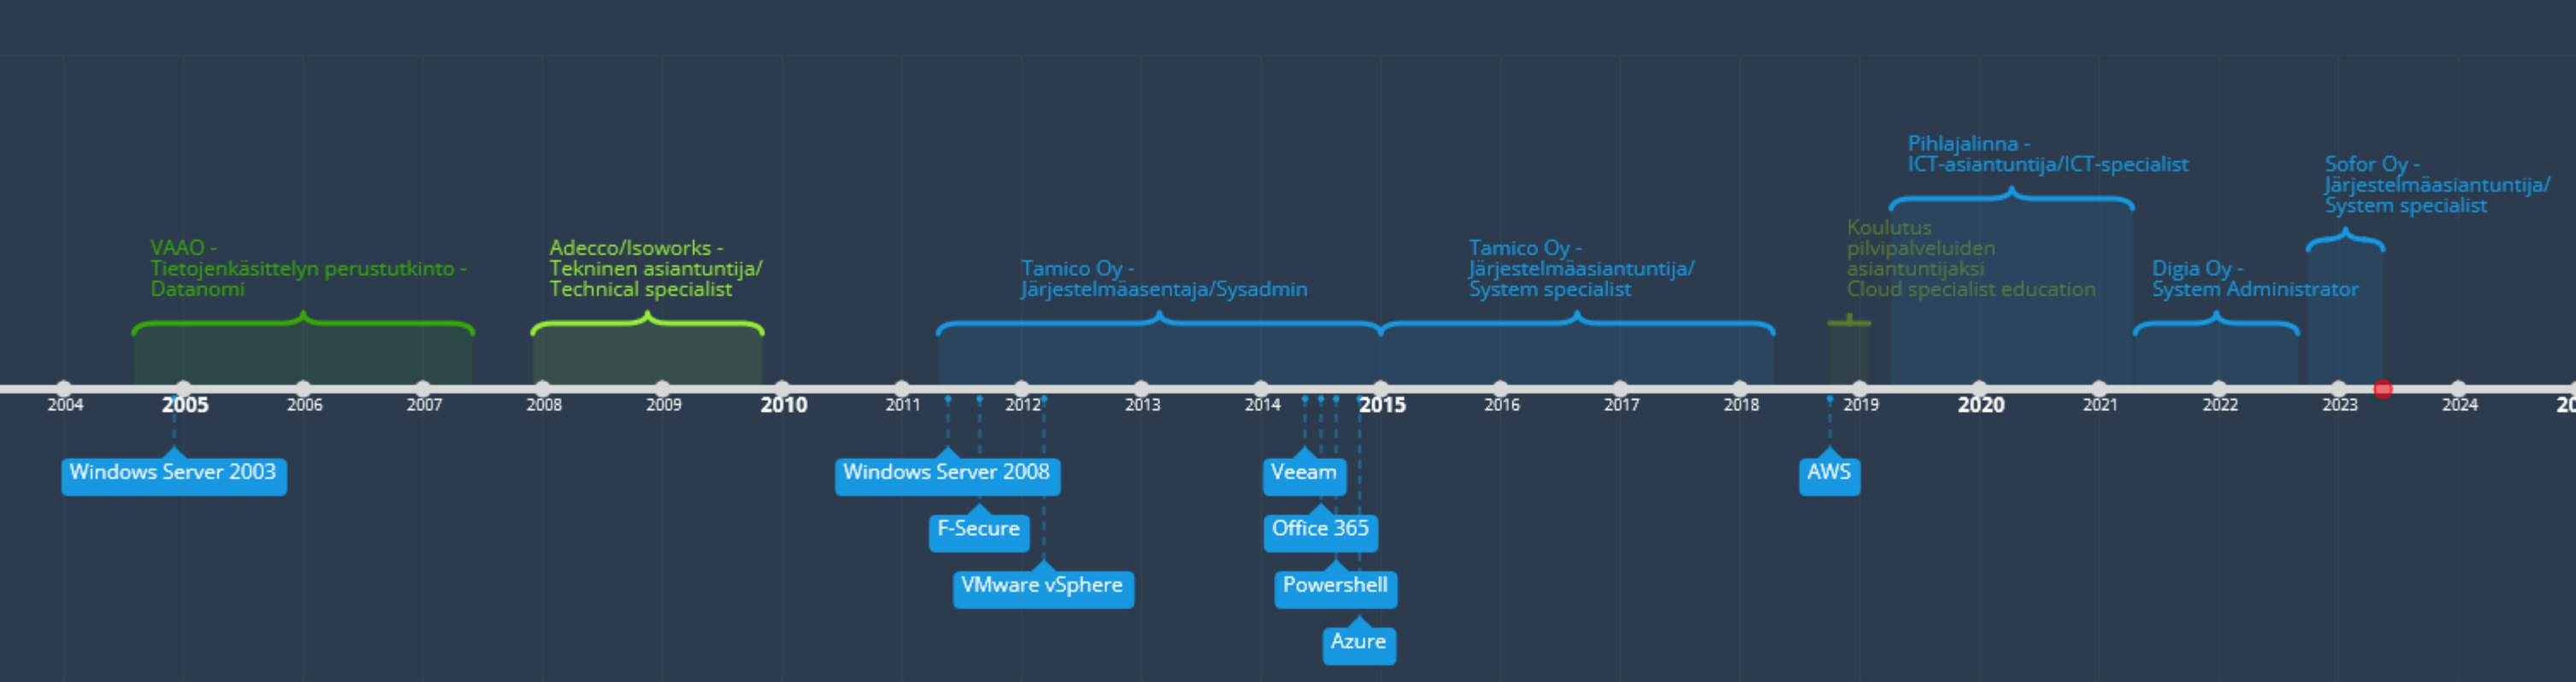 VAAO -
Tietojenkäsittelyn perustutkinto -
Datanomi
Adecco/Isoworks -
Tekninen asiantuntija/
Technical specialist
Tamico Oy -
Järjestelmäasentaja/Sysadmin
Tamico Oy -
Järjestelmäasiantuntija/
System specialist
Koulutus
pilvipalveluiden
asiantuntijaksi
Cloud specialist education
Pihlajalinna -
ICT-asiantuntija/ICT-specialist
Digia Oy -
System Administrator
Sofor Oy -
Järjestelmäasiantuntija/
System specialist
2004 2005 2006 2007 2008 2009 2010 2011 2012 2013 2014 2015 2016 2017 2018 2019 2020 2021 2022 2023 2024 20
Windows Server 2003
Windows Server 2008
F-Secure
VMware vSphere
Veeam
Office 365
Powershell
Azure
AWS